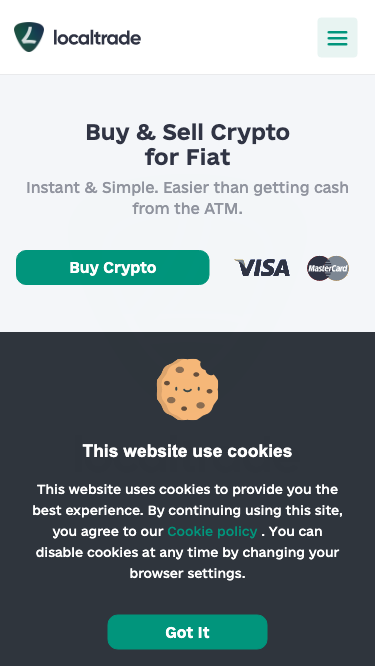 localtrade
Buy & Sell Crypto
for Fiat
Instant & Simple. Easier than getting cash
from the ATM.
Buy Crypto
VISA
MasterCard
This website use cookies
This website uses cookies to provide you the
best experience. By continuing using this site,
you agree to our Cookie policy . You can
disable cookies at any time by changing your
browser settings.
Got It